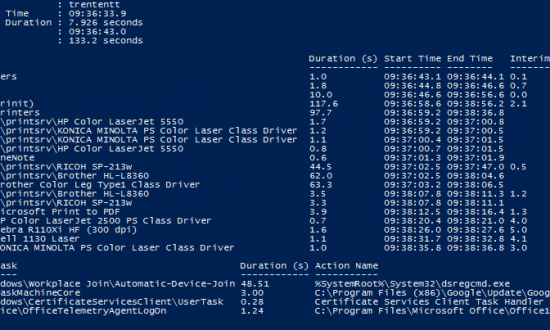 : trententt
Time : 09:36:33.9
Duration : 7.926 seconds
: 09:36:43.0
: 133.2 seconds
Duration (s) Start Time End Time Interim
ers 1.0 09:36:43.1 09:36:44.1 0.1
1.8 09:36:44.8 09:36:46.6 0.7
10.0 09:36:46.6 09:36:56.6 0.0
rinit) 117.6 09:36:58.6 09:38:56.2 2.1
rinters 97.7 09:36:59.2 09:38:36.8
\printsrv\HP Color LaserJet 5550 1.7 09:36:59.2 09:37:00.8
\printsrv\KONICA MINOLTA PS Color Laser Class Driver 1.2 09:36:59.3 09:37:00.5
\printsrv\KONICA MINOLTA PS Color Laser Class Driver 1.1 09:37:00.4 09:37:01.5
\printsrv\HP Color LaserJet 5550 0.8 09:37:00.7 09:37:01.5
neNote 0.6 09:37:01.3 09:37:01.9
\printsrv\RICOH SP-213w 44.5 09:37:02.5 09:37:47.0 0.5
\printsrv\Brother HL-L8360 62.0 09:37:02.5 09:38:04.6
rother Color Leg Type1 Class Driver 63.3 09:37:03.2 09:38:06.5
\printsrv\Brother HL-L8360 3.5 09:38:07.8 09:38:11.3 1.2
\printsrv\RICOH SP-213w 3.3 09:38:07.8 09:38:11.1
icrosoft Print to PDF 3.9 09:38:12.5 09:38:16.4 1.3
P Color LaserJet 2500 PS Class Driver 0.7 09:38:20.4 09:38:21.0 4.0
ebra R110Xi HF (300 dpi) 1.6 09:38:26.0 09:38:27.6 5.0
ell 1130 Laser 1.1 09:38:31.7 09:38:32.8 4.1
ONICA MINOLTA PS Color Laser Class Driver 1.0 09:38:35.8 09:38:36.8 3.0
ask Duration (s) Action Name
dows\Workplace Join\Automatic-Device-Join 48.51 %SystemRoot%\System32\dsregcmd.exe
askMachineCore 3.00 C:\Program Files (x86)\Google\Update\Goog
dows\CertificateServicesClient\UserTask 0.28 Certificate Services Client Task Handler
ice\OfficeTelemetryAgentLogOn 1.24 C:\Program Files\Microsoft Office\Office1